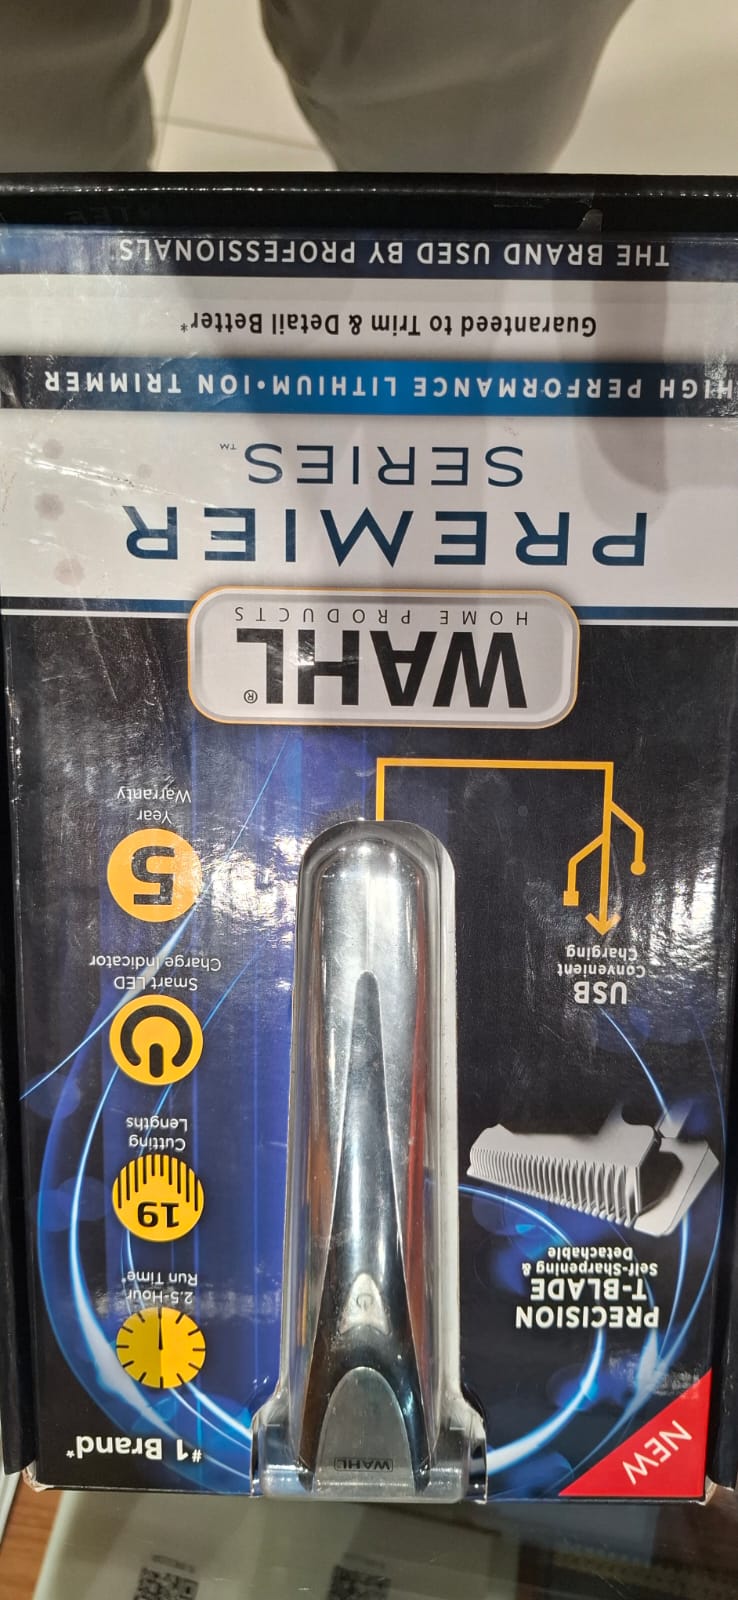 NEW
#1 Brand*
WAHL
PRECISION
T-BLADE
Self-Sharpening &
Detachable
2.5-Hour
Run Time*
19
Cutting
Lengths
USB
Convenient
Charging
Smart LED
Charge Indicator
5
Year
Warranty
WAHL®
HOME PRODUCTS
PREMIER
SERIES™
HIGH PERFORMANCE LITHIUM•ION TRIMMER
Guaranteed to Trim & Detail Better*
THE BRAND USED BY PROFESSIONALS